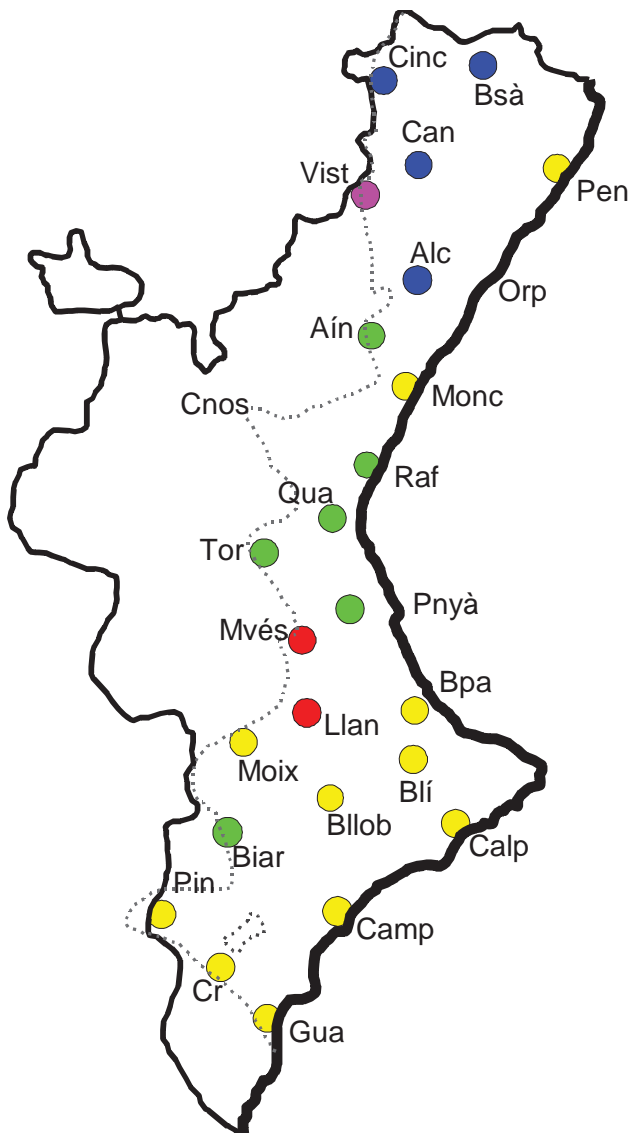 Cinc
Bsà
Can
Vist
Pen
Alc
Orp
Aín
Monc
Cnos
Raf
Qua
Tor
Pnyà
Mvés
Bpa
Llan
Moix
Blí
Bllob
Calp
Biar
Pin
Camp
Cr
Gua